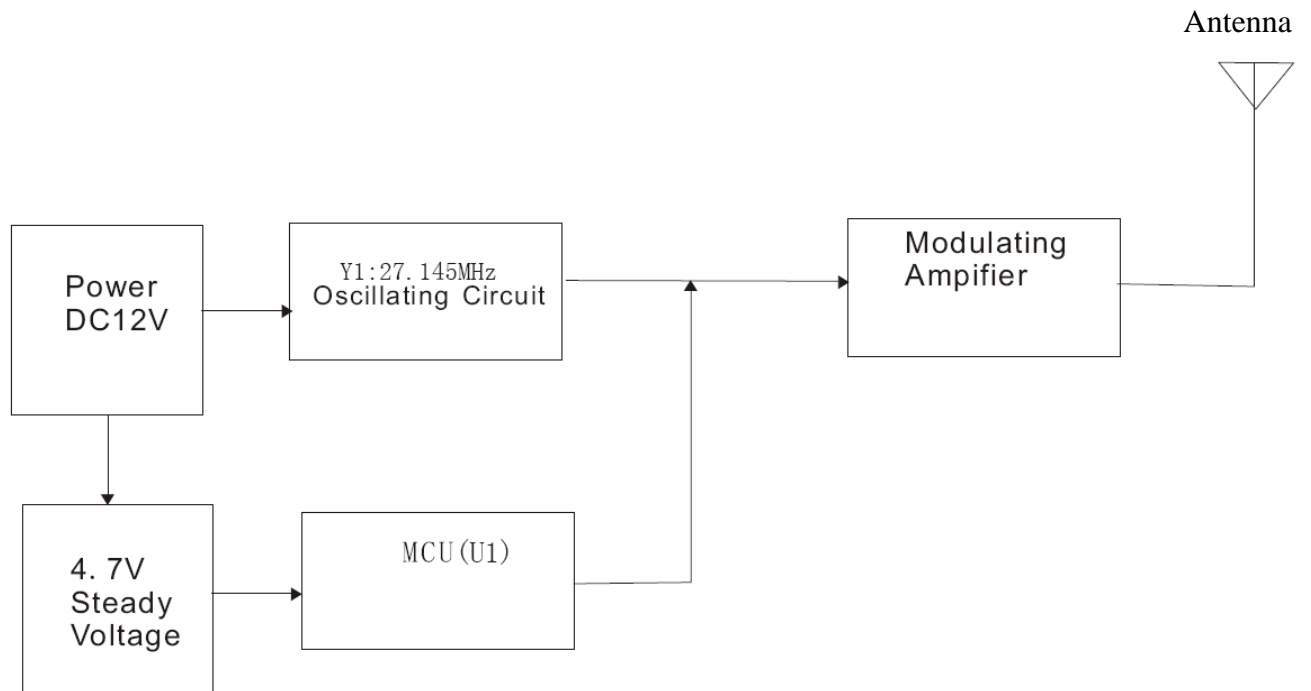 Antenna
Power
DC12V
Y1:27.145MHz
Oscillating Circuit
Modulating
Ampifier
4. 7V
Steady
Voltage
MCU(U1)